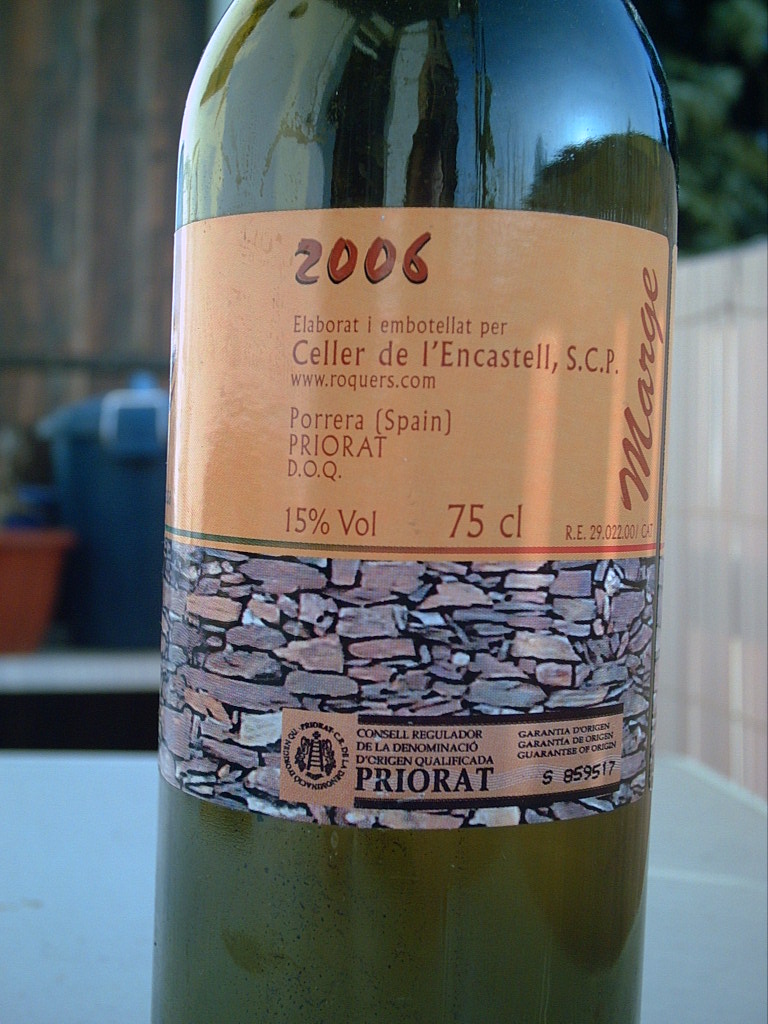 2006
Elaborat i embotellat per
Celler de l'Encastell, S.C.P.
www.roquers.com
Porrera (Spain)
PRIORAT
D.O.Q.
15% Vol 75 cl
R.E. 29.022.00/ CAT
Marge
CONSELL REGULADOR
DE LA DENOMINACIÓ
D'ORIGEN QUALIFICADA
PRIORAT
GARANTIA D'ORIGEN
GARANTÍA DE ORIGEN
GUARANTEE OF ORIGIN
S 859517